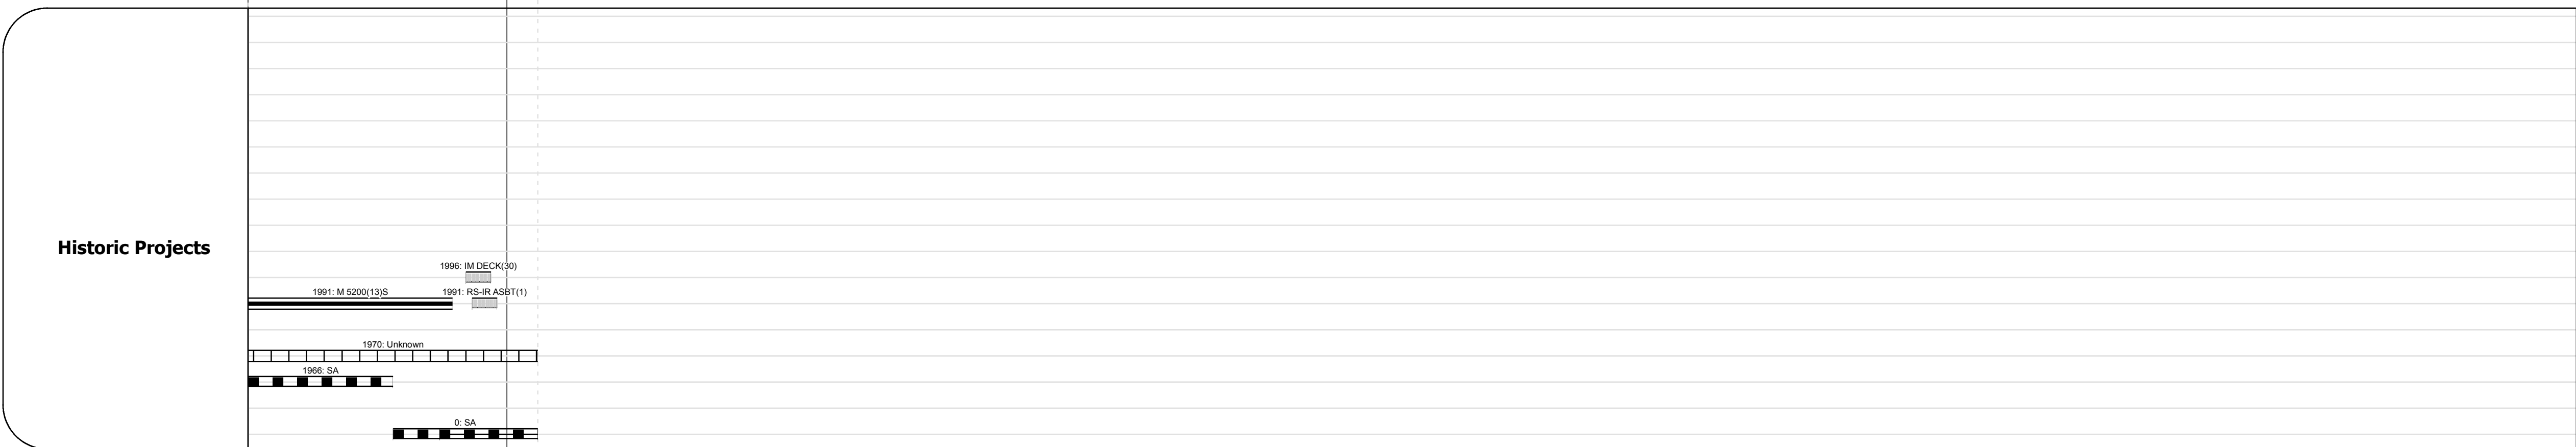 Historic Projects
1996: IM DECK(30)
1991: M 5200(13)S
1991: RS-IR ASBT(1)
1970: Unknown
1966: SA
0: SA